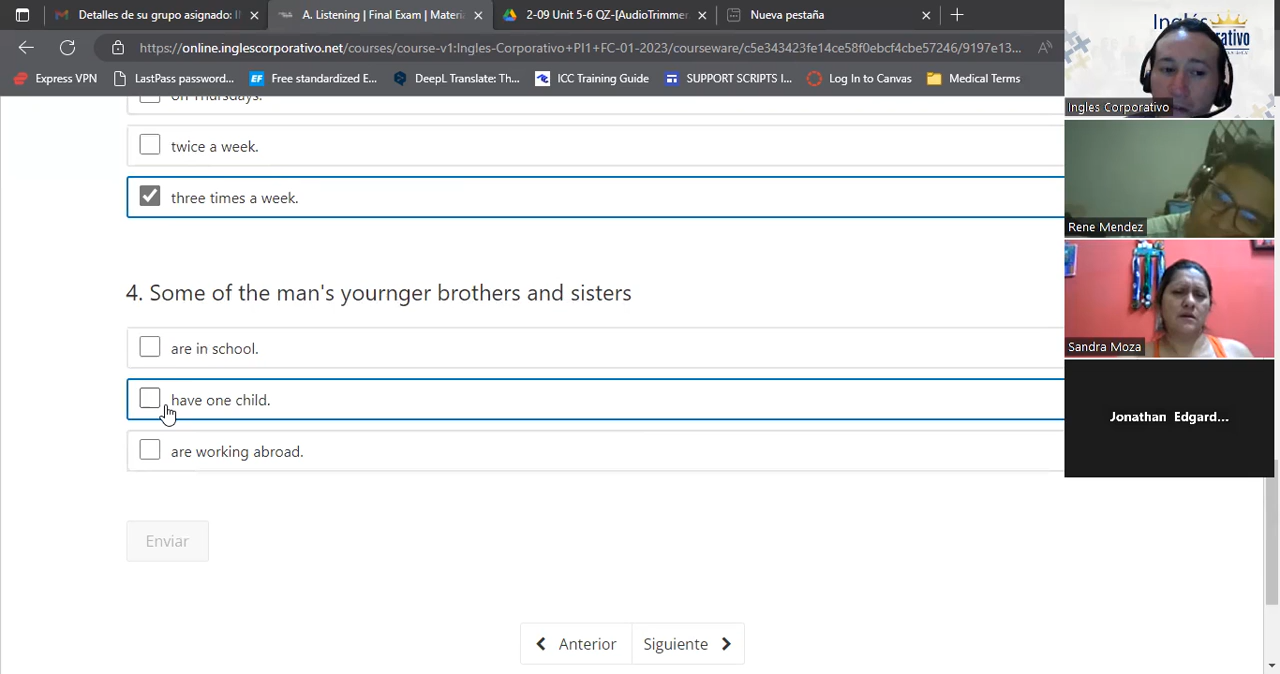 Detalles de su grupo asignado: II
A. Listening | Final Exam | Materia
2-09 Unit 5-6 QZ-[AudioTrimmer
Nueva pestaña
https://online.inglescorporativo.net/courses/course-v1:Ingles-Corporativo+PI1+FC-01-2023/courseware/c5e343423fe14ce58f0ebcf4cbe57246/9197e13...
Express VPN
LastPass password...
Free standardized E...
DeepL Translate: Th...
ICC Training Guide
SUPPORT SCRIPTS I...
Log In to Canvas
Medical Terms
on Thursdays.
twice a week.
three times a week.
4. Some of the man's yournger brothers and sisters
are in school.
have one child.
are working abroad.
Enviar
Anterior
Siguiente
Ingles Corporativo
Rene Mendez
Sandra Moza
Jonathan Edgard...